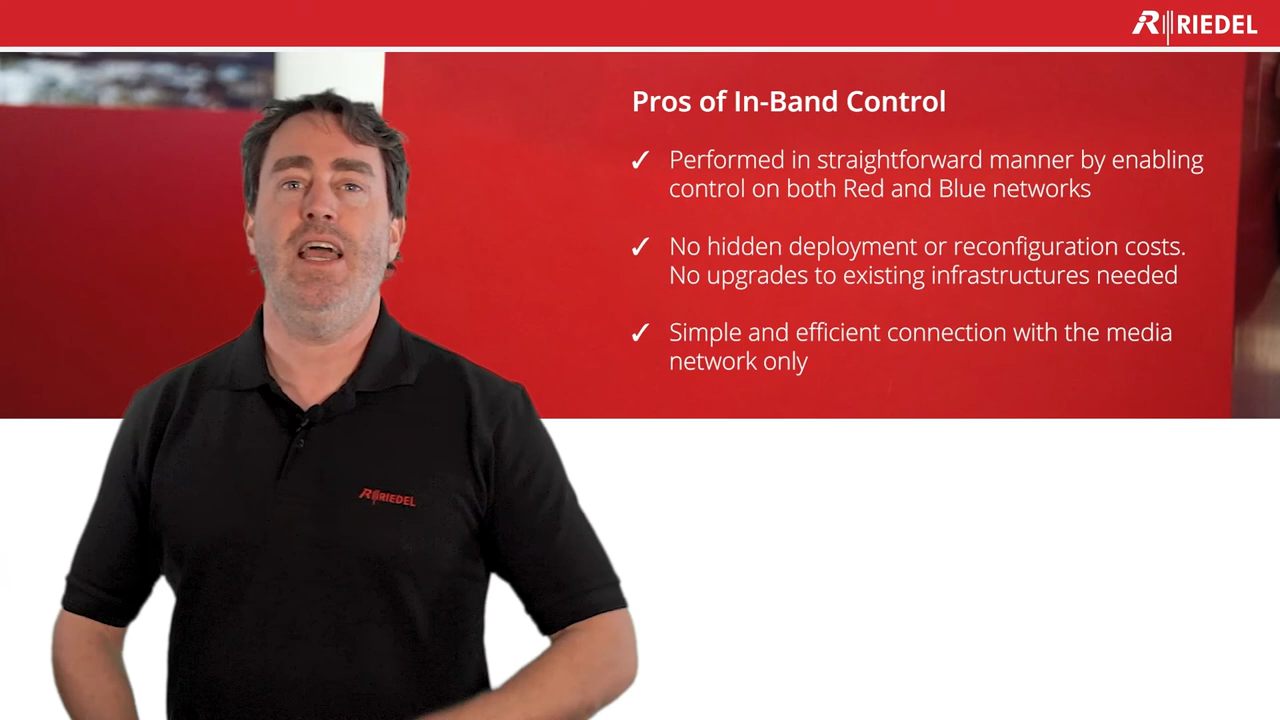 RIEDEL
Pros of In-Band Control
✓ Performed in straightforward manner by enabling
control on both Red and Blue networks
✓ No hidden deployment or reconfiguration costs.
No upgrades to existing infrastructures needed
✓ Simple and efficient connection with the media
network only
RIEDEL